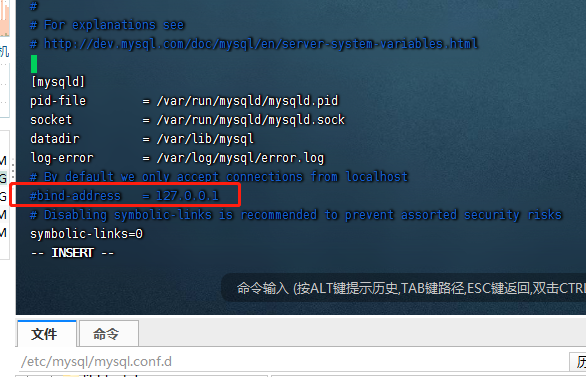 #
# For explanations see
# http://dev.mysql.com/doc/mysql/en/server-system-variables.html
机
[mysqld]
pid-file        = /var/run/mysqld/mysqld.pid
socket          = /var/run/mysqld/mysqld.sock
datadir         = /var/lib/mysql
log-error       = /var/log/mysql/error.log
M
# By default we only accept connections from localhost
G
#bind-address   = 127.0.0.1
G
# Disabling symbolic-links is recommended to prevent assorted security risks
M
symbolic-links=0
M
-- INSERT --
命令输入 (按ALT键提示历史,TAB键路径,ESC键返回,双击CTR
文件
命令
/etc/mysql/mysql.conf.d
历